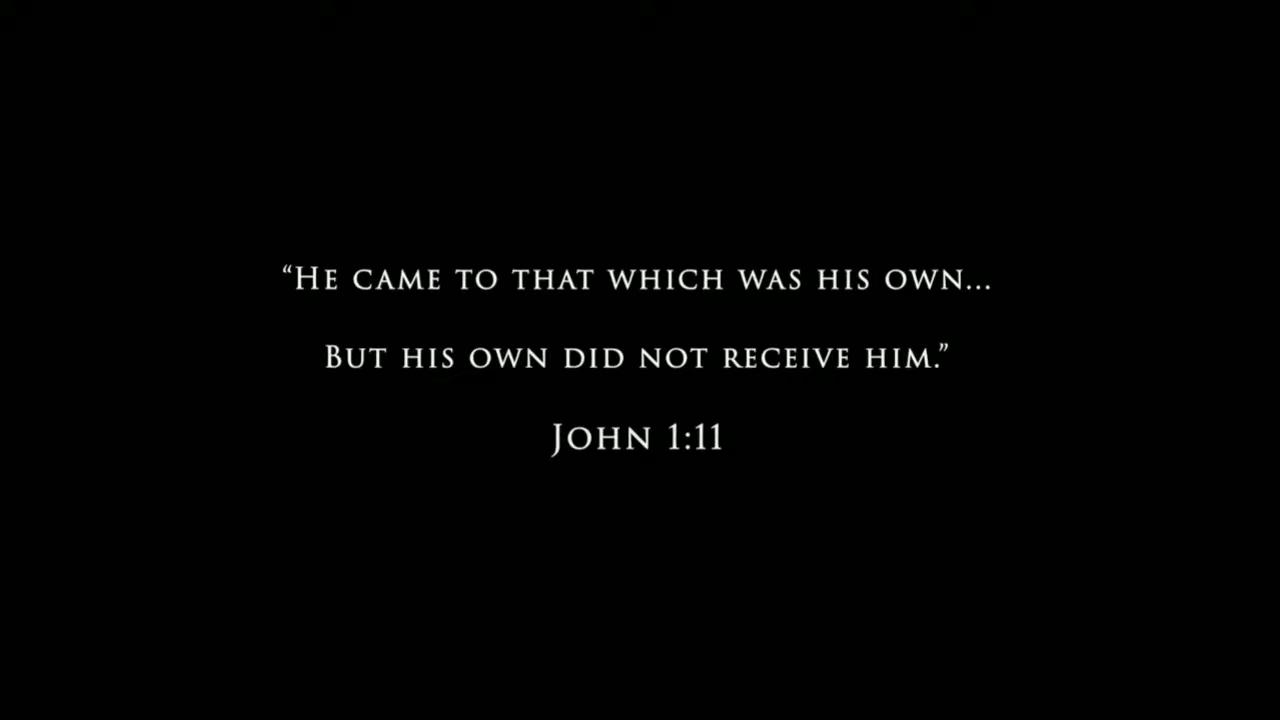 “He came to that which was his own...
But his own did not receive him.”
John 1:11